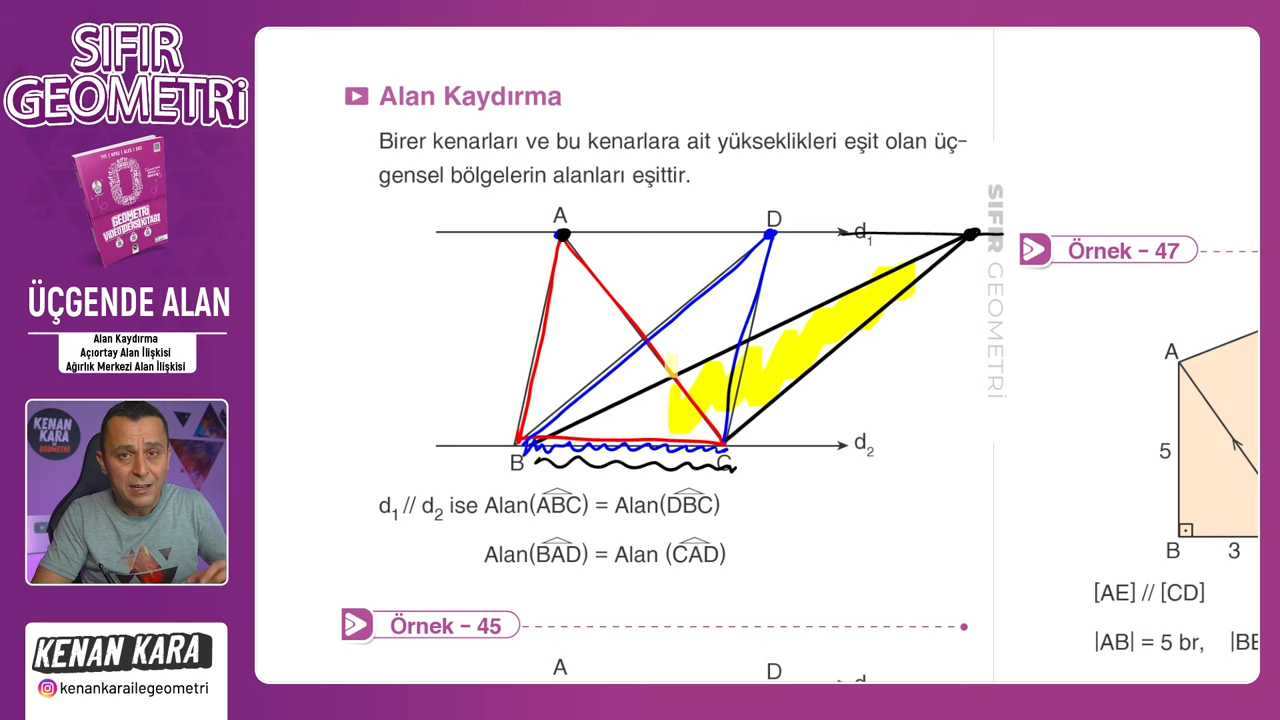 SIFIR
GEOMETRİ
GEOMETRİ
VİDEO DERS KİTABI
ÜÇGENDE ALAN
Alan Kaydırma
Açıortay Alan İlişkisi
Ağırlık Merkezi Alan İlişkisi
KENAN
KARA
GEOMETRİ
KENAN KARA
kenankarailegeometri
Alan Kaydırma
Birer kenarları ve bu kenarlara ait yükseklikleri eşit olan üç-
gensel bölgelerin alanları eşittir.
A
D
d1
B
C
d2
d1 // d2 ise Alan(ABC) = Alan(DBC)
Alan(BAD) = Alan (CAD)
Örnek – 45
A
D
d
SIFIR GEOMETRİ
Örnek – 47
A
5
B
3
[AE] // [CD]
|AB| = 5 br, |BE